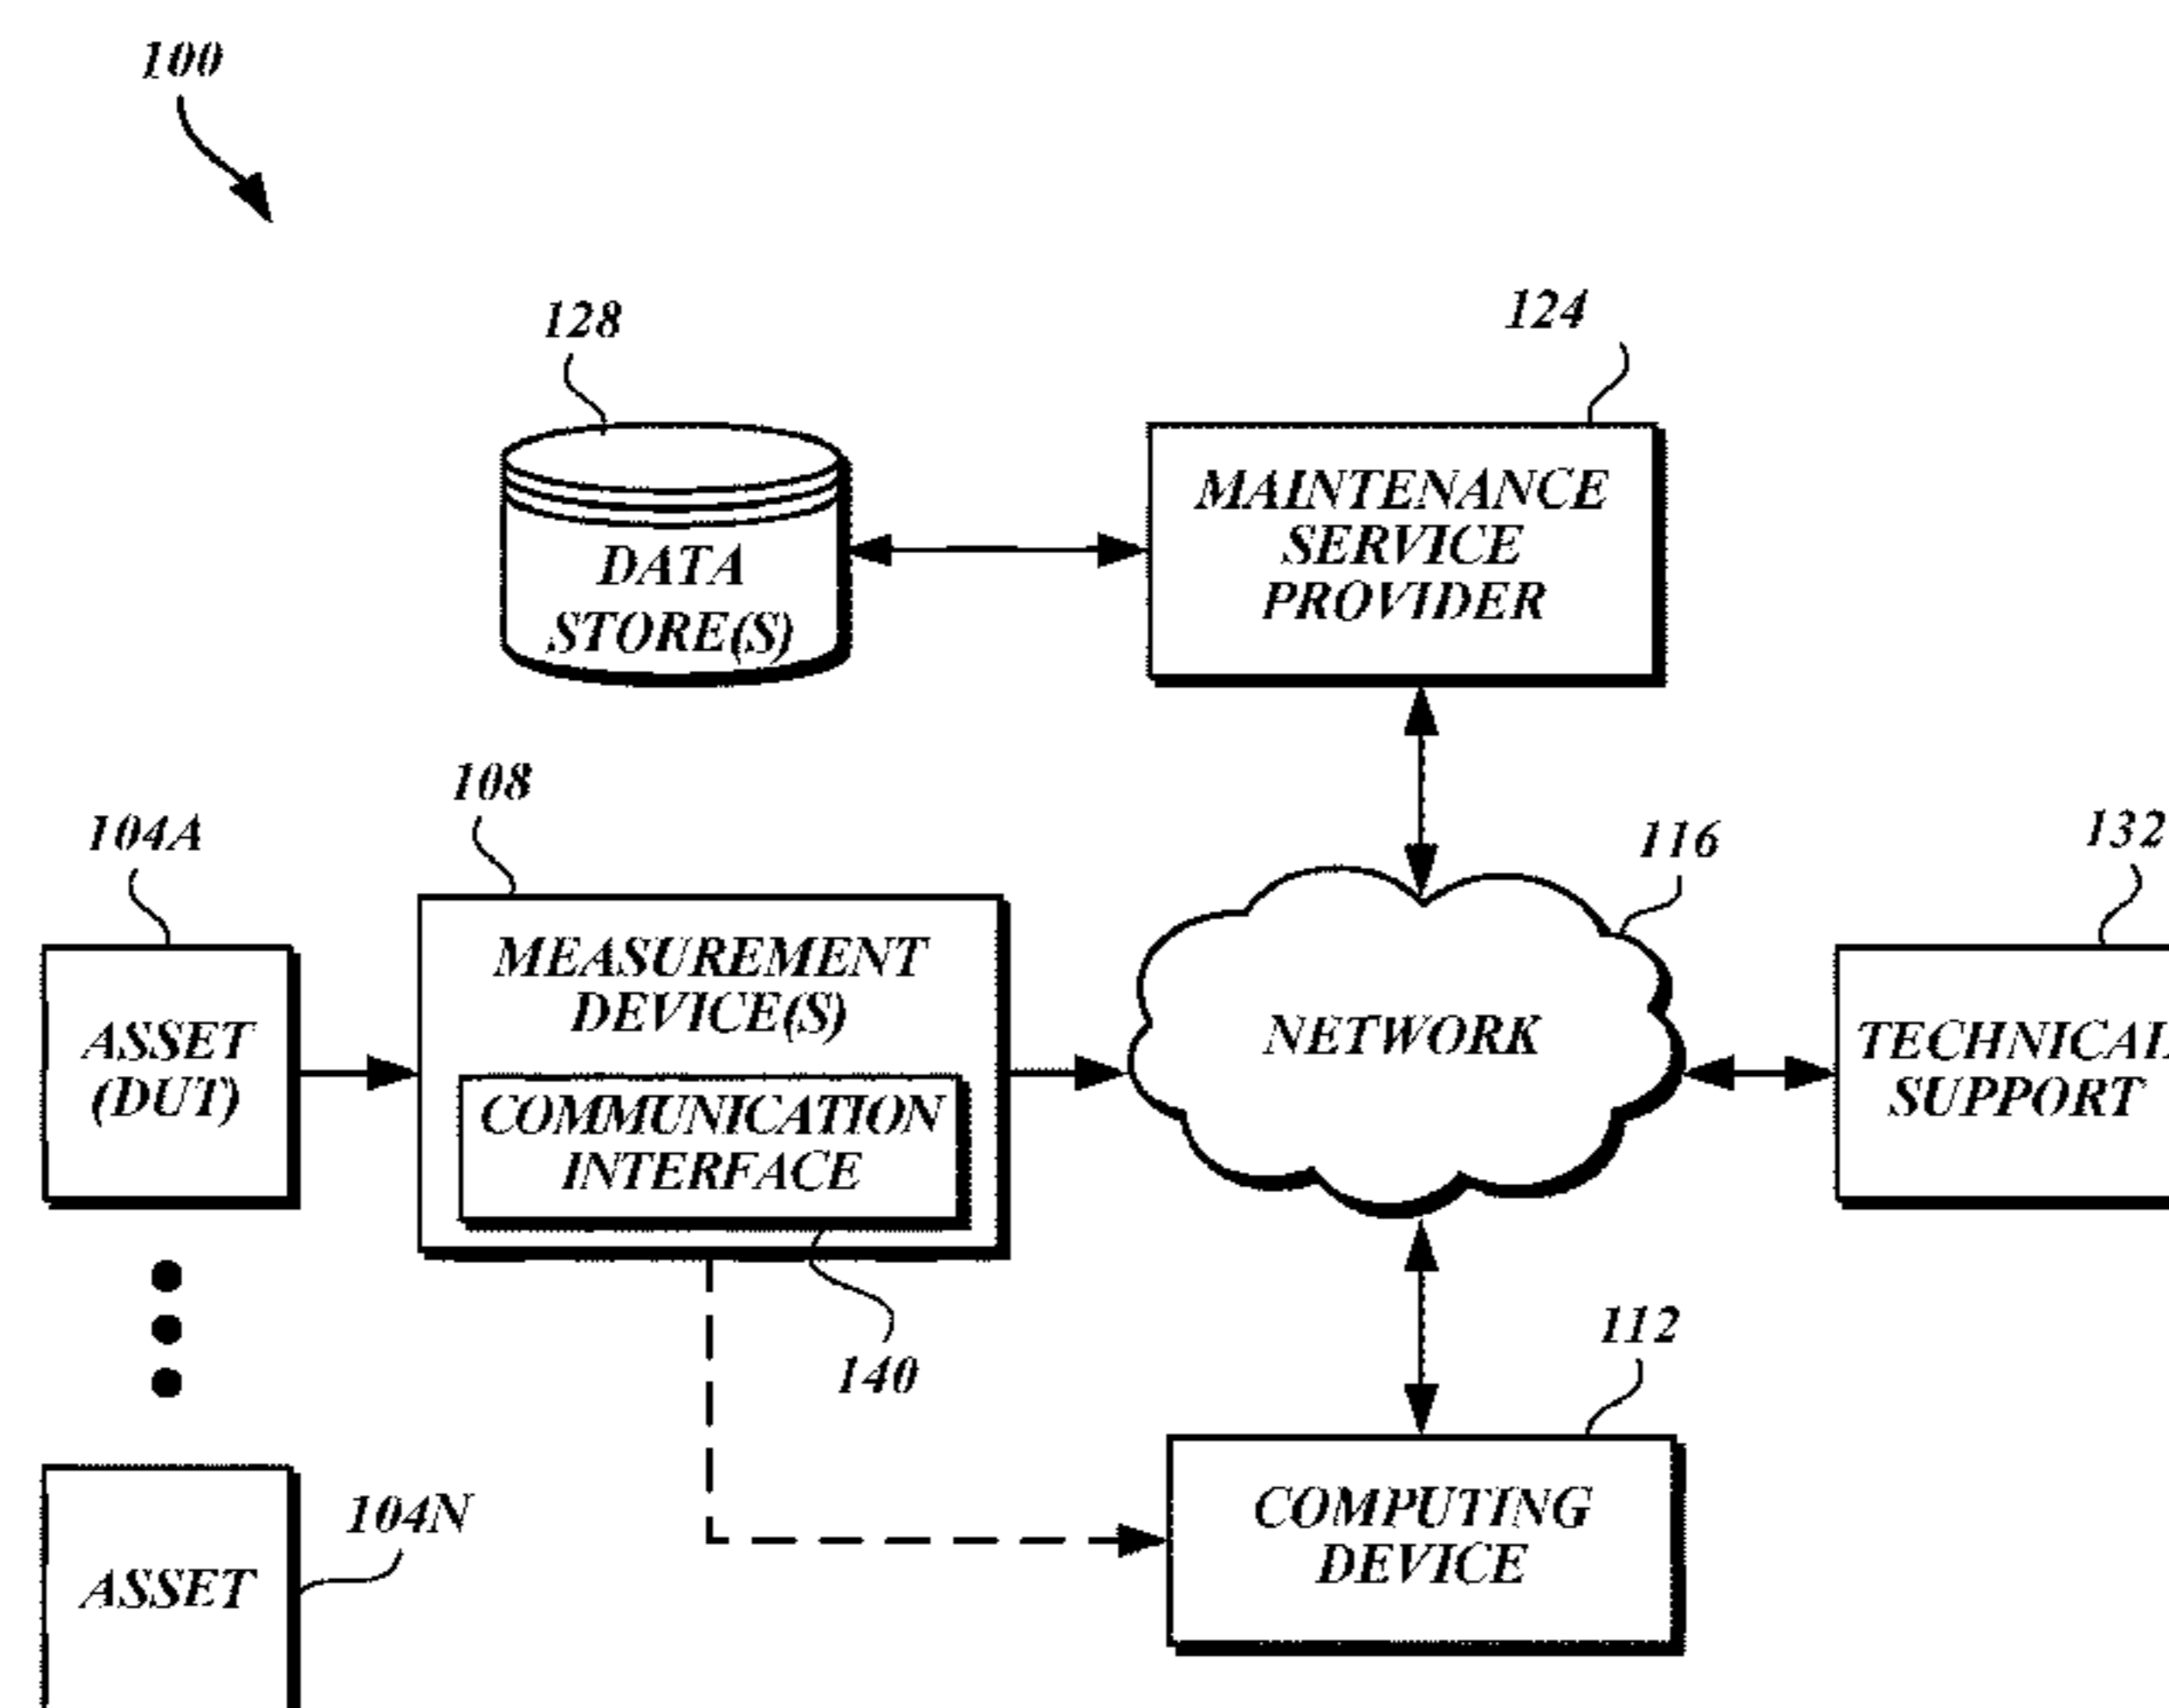 100
128
124
DATA
STORE(S)
MAINTENANCE
SERVICE
PROVIDER
108
104A
116
132
MEASUREMENT
DEVICE(S)
ASSET
(DUT)
COMMUNICATION
INTERFACE
NETWORK
TECHNICAL
SUPPORT
140
112
104N
ASSET
COMPUTING
DEVICE